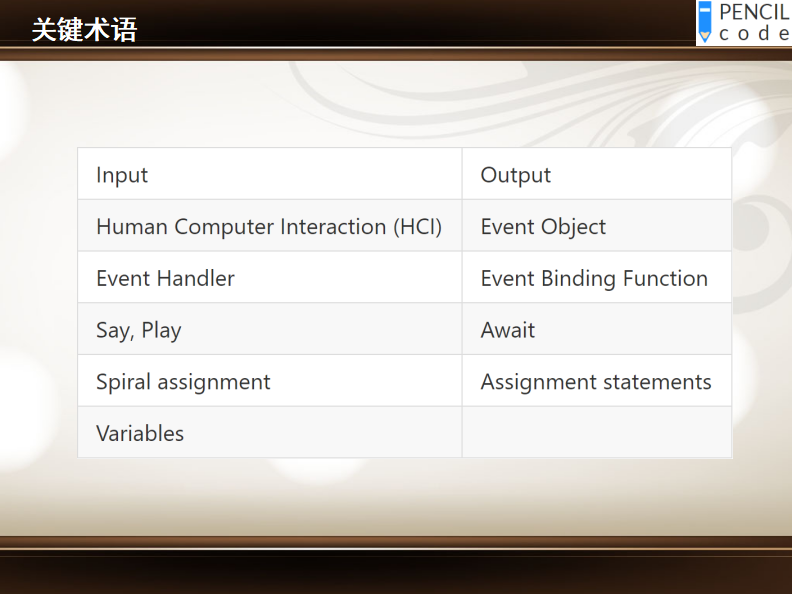 关键术语
PENCIL
code
Input
Output
Human Computer Interaction (HCI)
Event Object
Event Handler
Event Binding Function
Say, Play
Await
Spiral assignment
Assignment statements
Variables